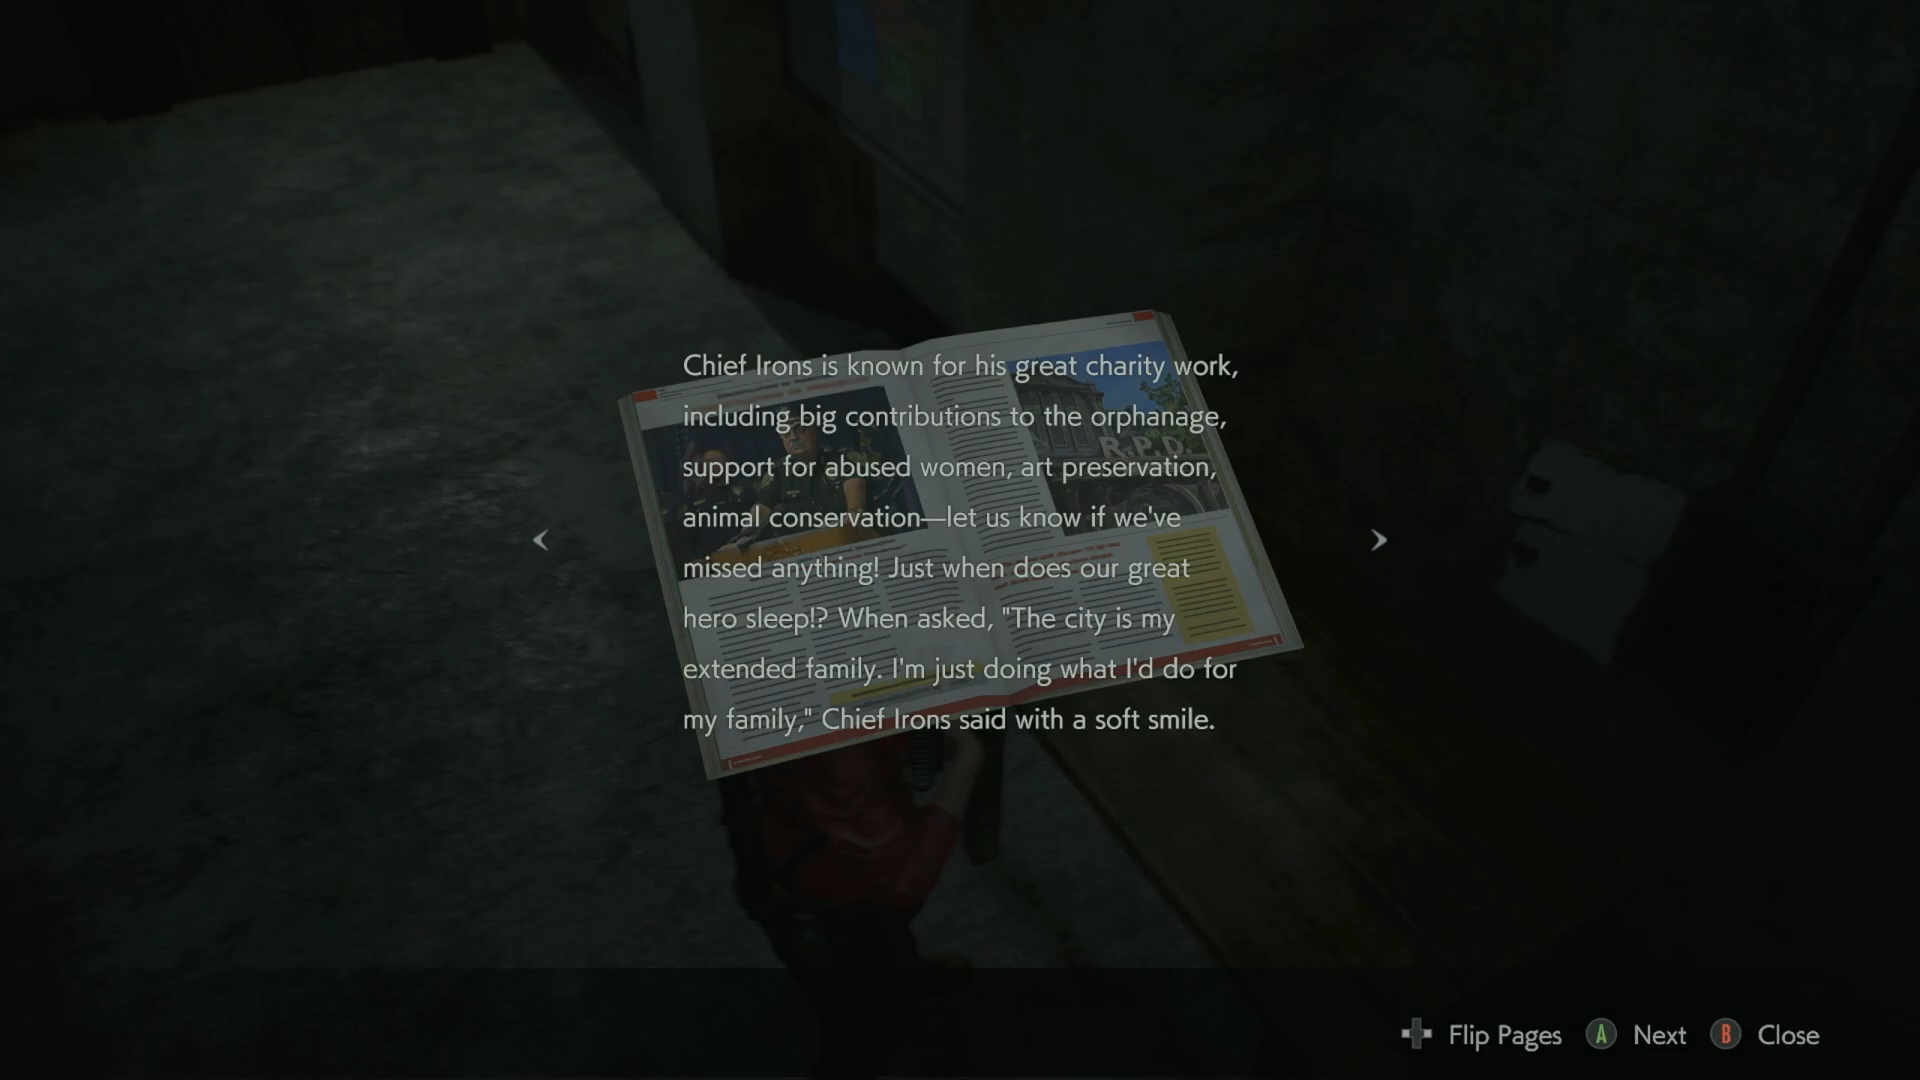 Chief Irons is known for his great charity work,
including big contributions to the orphanage,
support for abused women, art preservation,
animal conservation—let us know if we've
missed anything! Just when does our great
hero sleep!? When asked, "The city is my
extended family. I'm just doing what I'd do for
my family," Chief Irons said with a soft smile.
R.P.D.
Flip Pages A Next B Close